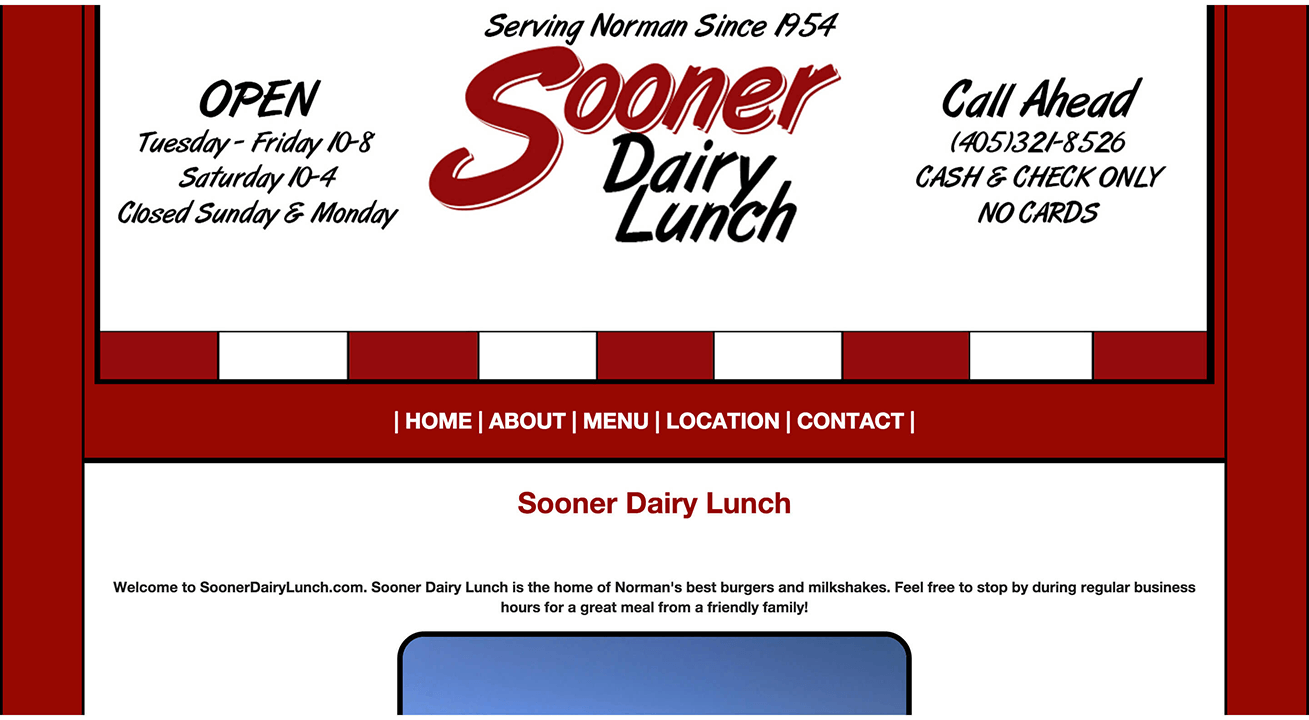 Serving Norman Since 1954
Sooner
Dairy
Lunch
OPEN
Tuesday - Friday 10-8
Saturday 10-4
Closed Sunday & Monday
Call Ahead
(405)321-8526
CASH & CHECK ONLY
NO CARDS
| HOME | ABOUT | MENU | LOCATION | CONTACT |
Sooner Dairy Lunch
Welcome to SoonerDairyLunch.com. Sooner Dairy Lunch is the home of Norman's best burgers and milkshakes. Feel free to stop by during regular business
hours for a great meal from a friendly family!